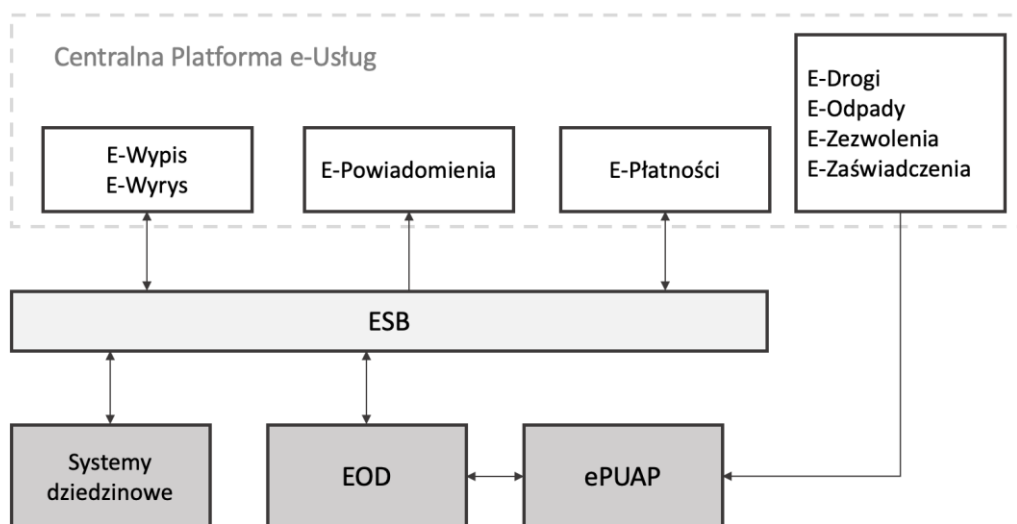 Centralna Platforma e-Usług
E-Wypis
E-Wyrys
E-Powiadomienia
E-Płatności
E-Drogi
E-Odpady
E-Zezwolenia
E-Zaświadczenia
ESB
Systemy
dziedzinowe
EOD
ePUAP